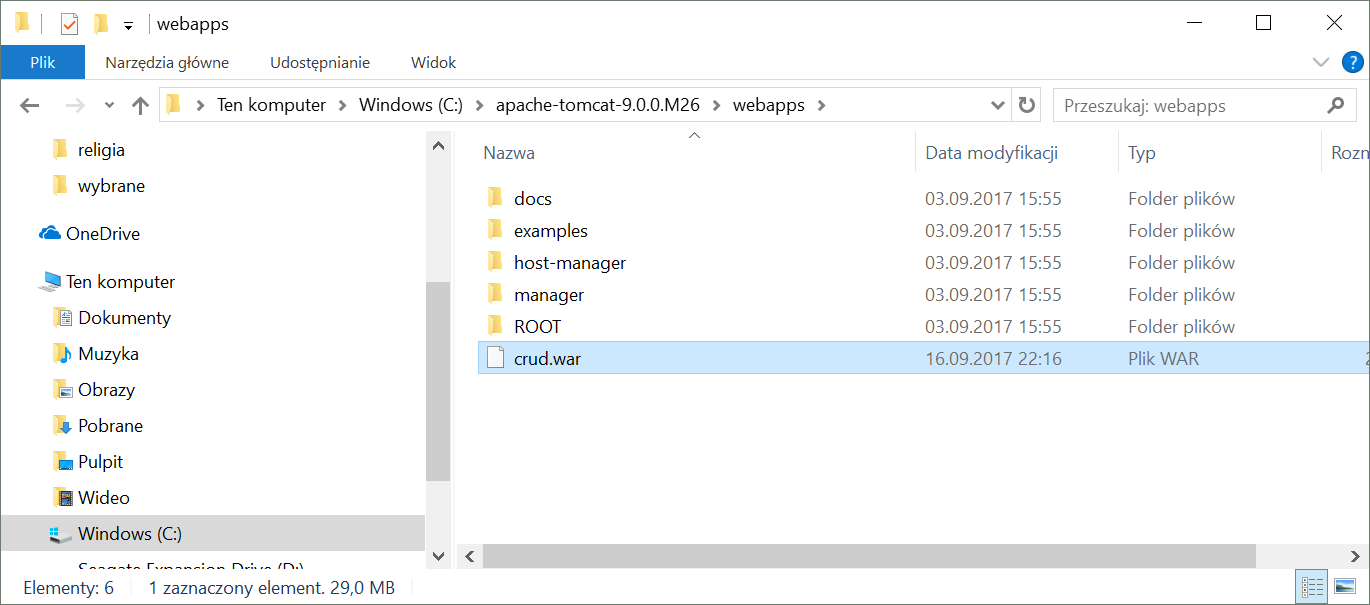 webapps
Plik Narzędzia główne Udostępnianie Widok ?
Ten komputer Windows (C:) apache-tomcat-9.0.0.M26 webapps Przeszukaj: webapps
religia
wybrane
OneDrive
Ten komputer
Dokumenty
Muzyka
Obrazy
Pobrane
Pulpit
Wideo
Windows (C:)
Seagate Expansion Drive (D:)
Nazwa Data modyfikacji Typ Rozm
docs 03.09.2017 15:55 Folder plików
examples 03.09.2017 15:55 Folder plików
host-manager 03.09.2017 15:55 Folder plików
manager 03.09.2017 15:55 Folder plików
ROOT 03.09.2017 15:55 Folder plików
crud.war 16.09.2017 22:16 Plik WAR 2
Elementy: 6 1 zaznaczony element. 29,0 MB